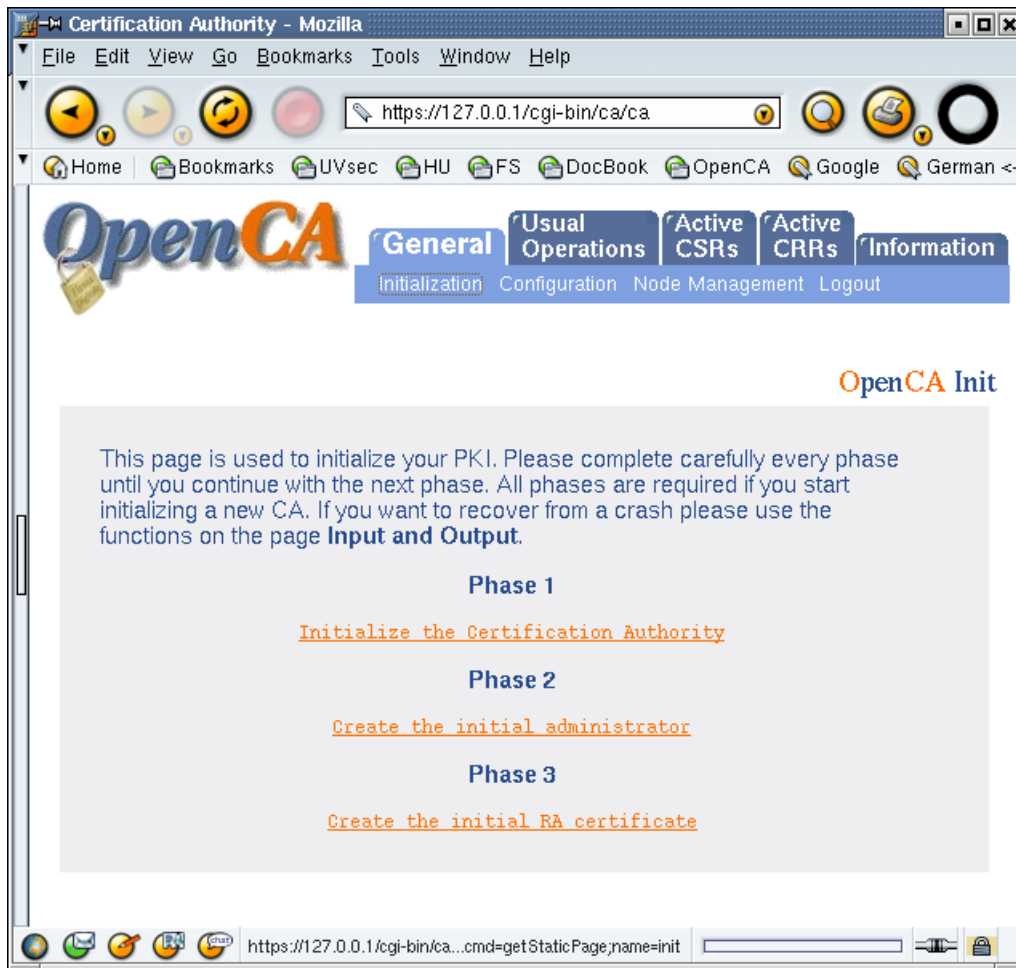 Certification Authority - Mozilla
File Edit View Go Bookmarks Tools Window Help
https://127.0.0.1/cgi-bin/ca/ca
Home Bookmarks UVsec HU FS DocBook OpenCA Google German <-
OpenCA
General
Usual Operations
Active CSRs
Active CRRs
Information
Initialization Configuration Node Management Logout
OpenCA Init
This page is used to initialize your PKI. Please complete carefully every phase
until you continue with the next phase. All phases are required if you start
initializing a new CA. If you want to recover from a crash please use the
functions on the page Input and Output.
Phase 1
Initialize the Certification Authority
Phase 2
Create the initial administrator
Phase 3
Create the initial RA certificate
https://127.0.0.1/cgi-bin/ca...cmd=getStaticPage;name=init